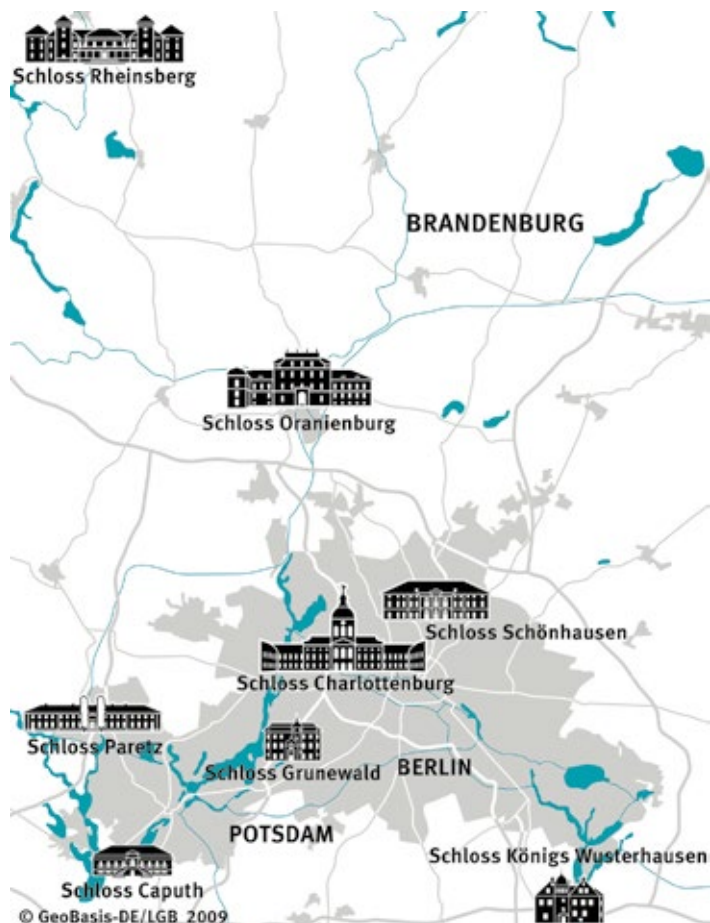 Schloss Rheinsberg
BRANDENBURG
Schloss Oranienburg
Schloss Schönhausen
Schloss Charlottenburg
Schloss Paretz
Schloss Grunewald
BERLIN
POTSDAM
Schloss Königs Wusterhausen
Schloss Caputh
© GeoBasis-DE/LGB 2009